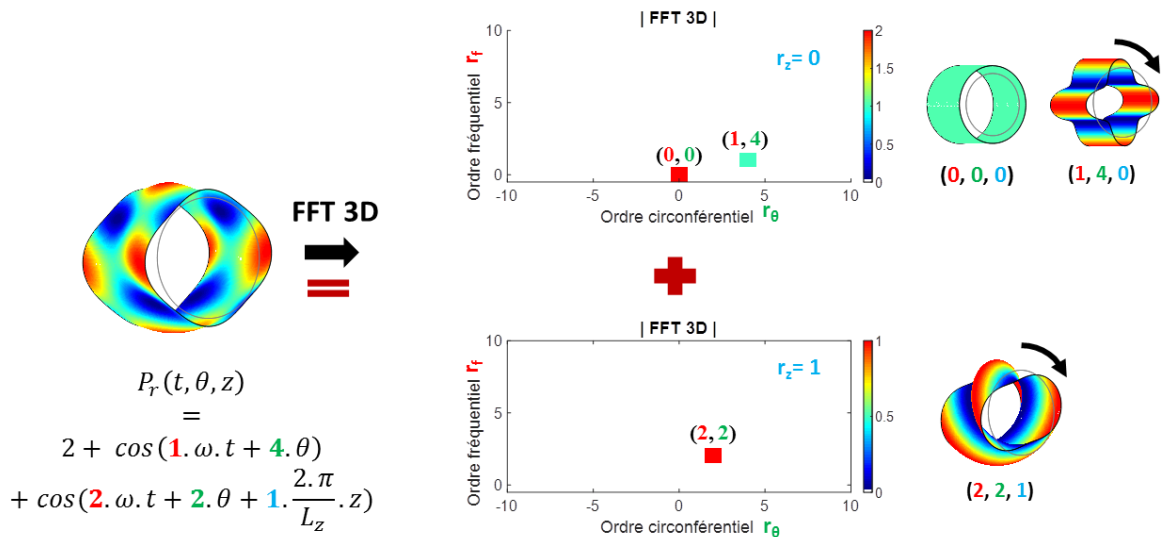 FFT 3D
=
P_r(t, θ, z)
=
2 + cos(1. ω. t + 4. θ)
+ cos(2. ω. t + 2. θ + 1. 2. π / L_z . z)
| FFT 3D |
Ordre fréquentiel r_f
10
5
0
r_z= 0
(0, 0)
(1, 4)
-10
-5
0
5
10
Ordre circonférentiel r_θ
2
1.5
1
0.5
0
(0, 0, 0)
(1, 4, 0)
| FFT 3D |
Ordre fréquentiel r_f
10
5
0
r_z= 1
(2, 2)
-10
-5
0
5
10
Ordre circonférentiel r_θ
1
0.5
0
(2, 2, 1)